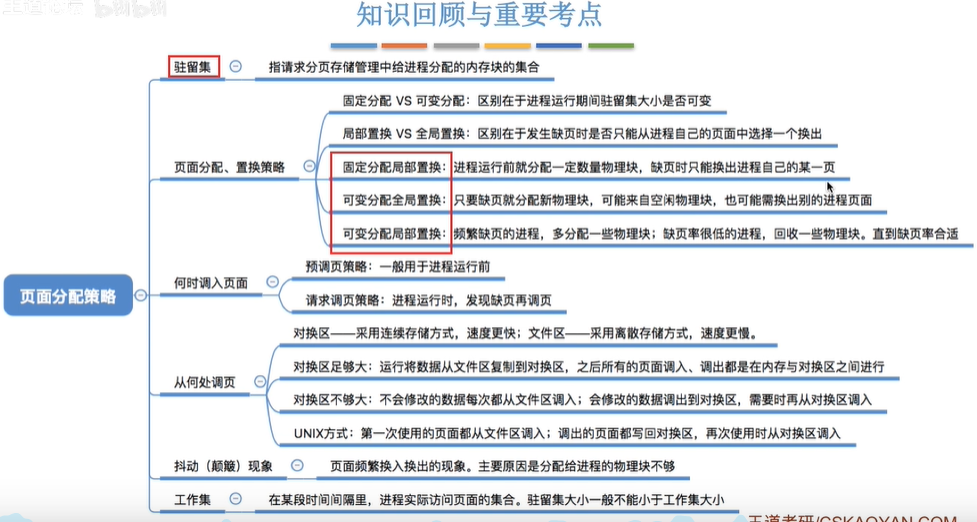 知识回顾与重要考点
驻留集
指请求分页存储管理中给进程分配的内存块的集合
固定分配 VS 可变分配：区别在于进程运行期间驻留集大小是否可变
局部置换 VS 全局置换：区别在于发生缺页时是否只能从进程自己的页面中选择一个换出
页面分配、置换策略
固定分配局部置换：进程运行前就分配一定数量物理块，缺页时只能换出进程自己的某一页
可变分配全局置换：只要缺页就分配新物理块，可能来自空闲物理块，也可能需换出别的进程页面
可变分配局部置换：频繁缺页的进程，多分配一些物理块；缺页率很低的进程，回收一些物理块。直到缺页率合适
何时调入页面
预调页策略：一般用于进程运行前
请求调页策略：进程运行时，发现缺页再调页
页面分配策略
从何处调页
对换区——采用连续存储方式，速度更快；文件区——采用离散存储方式，速度更慢。
对换区足够大：运行将数据从文件区复制到对换区，之后所有的页面调入、调出都是在内存与对换区之间进行
对换区不够大：不会修改的数据每次都从文件区调入；会修改的数据调出到对换区，需要时再从对换区调入
UNIX方式：第一次使用的页面都从文件区调入；调出的页面都写回对换区，再次使用时从对换区调入
抖动（颠簸）现象
页面频繁换入换出的现象。主要原因是分配给进程的物理块不够
工作集
在某段时间间隔里，进程实际访问页面的集合。驻留集大小一般不能小于工作集大小
王道考研/CSKAOYAN.COM